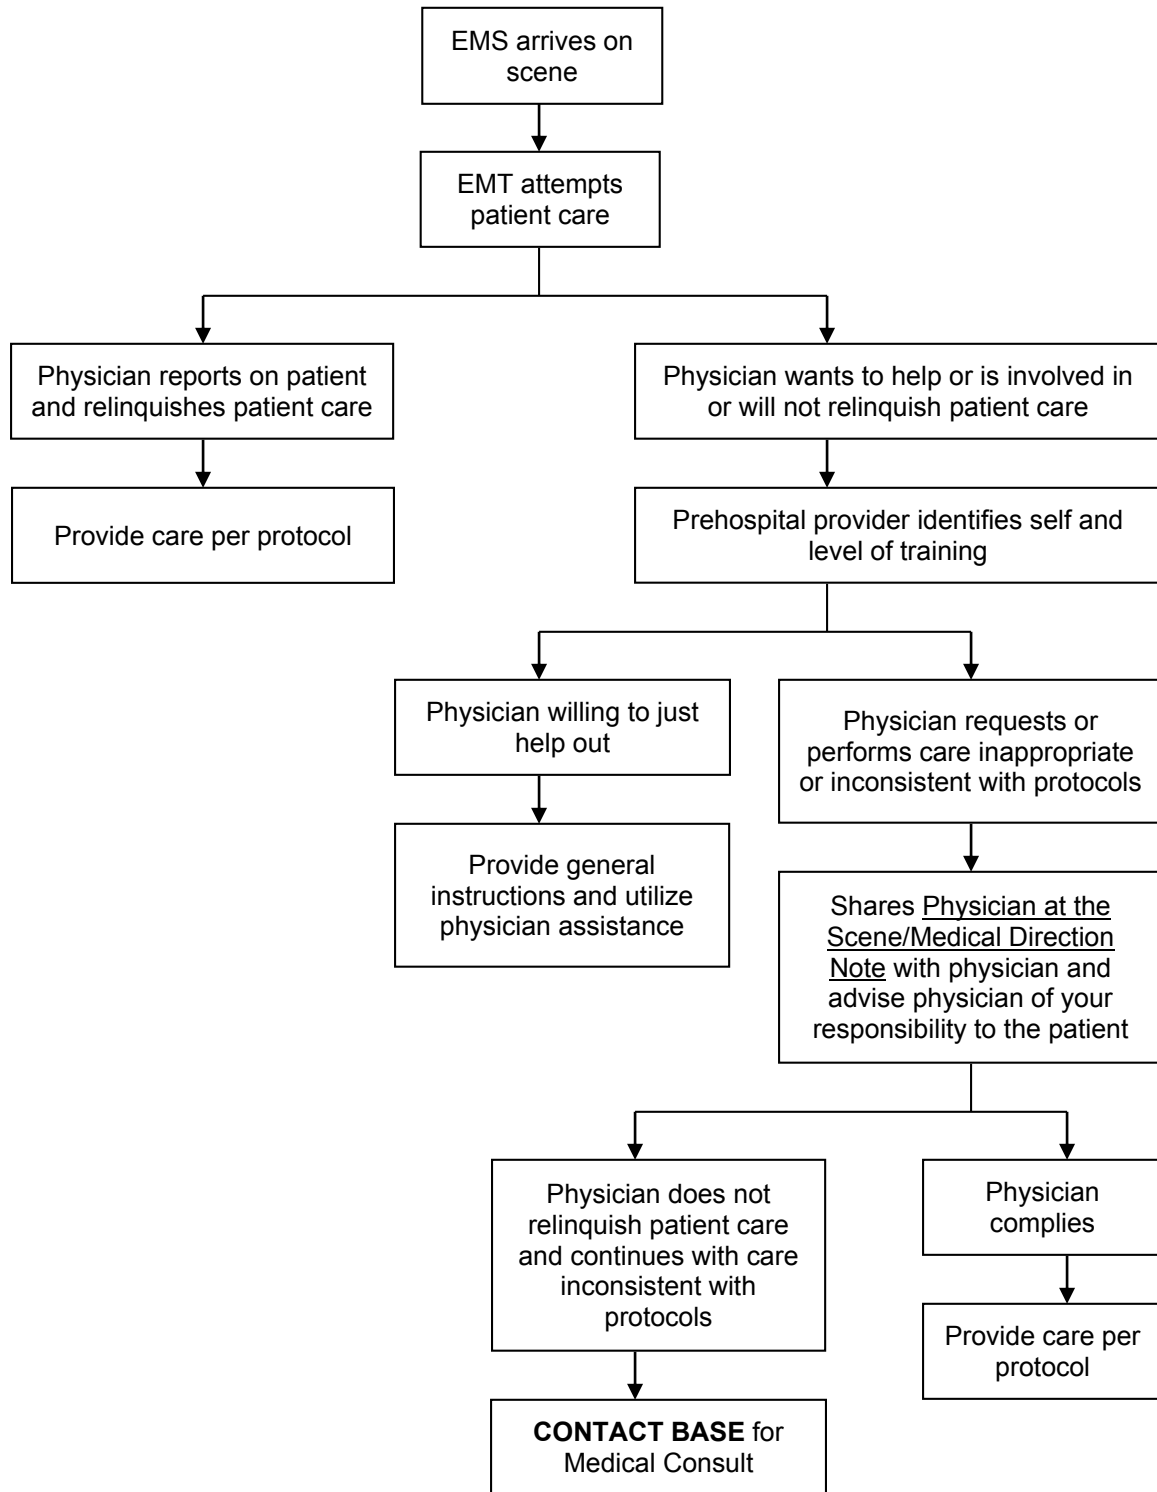 EMS arrives on
scene
EMT attempts
patient care
Physician reports on patient
and relinquishes patient care
Physician wants to help or is involved in
or will not relinquish patient care
Provide care per protocol
Prehospital provider identifies self and
level of training
Physician willing to just
help out
Physician requests or
performs care inappropriate
or inconsistent with protocols
Provide general
instructions and utilize
physician assistance
Shares Physician at the
Scene/Medical Direction
Note with physician and
advise physician of your
responsibility to the patient
Physician does not
relinquish patient care
and continues with care
inconsistent with
protocols
Physician
complies
Provide care per
protocol
CONTACT BASE for
Medical Consult